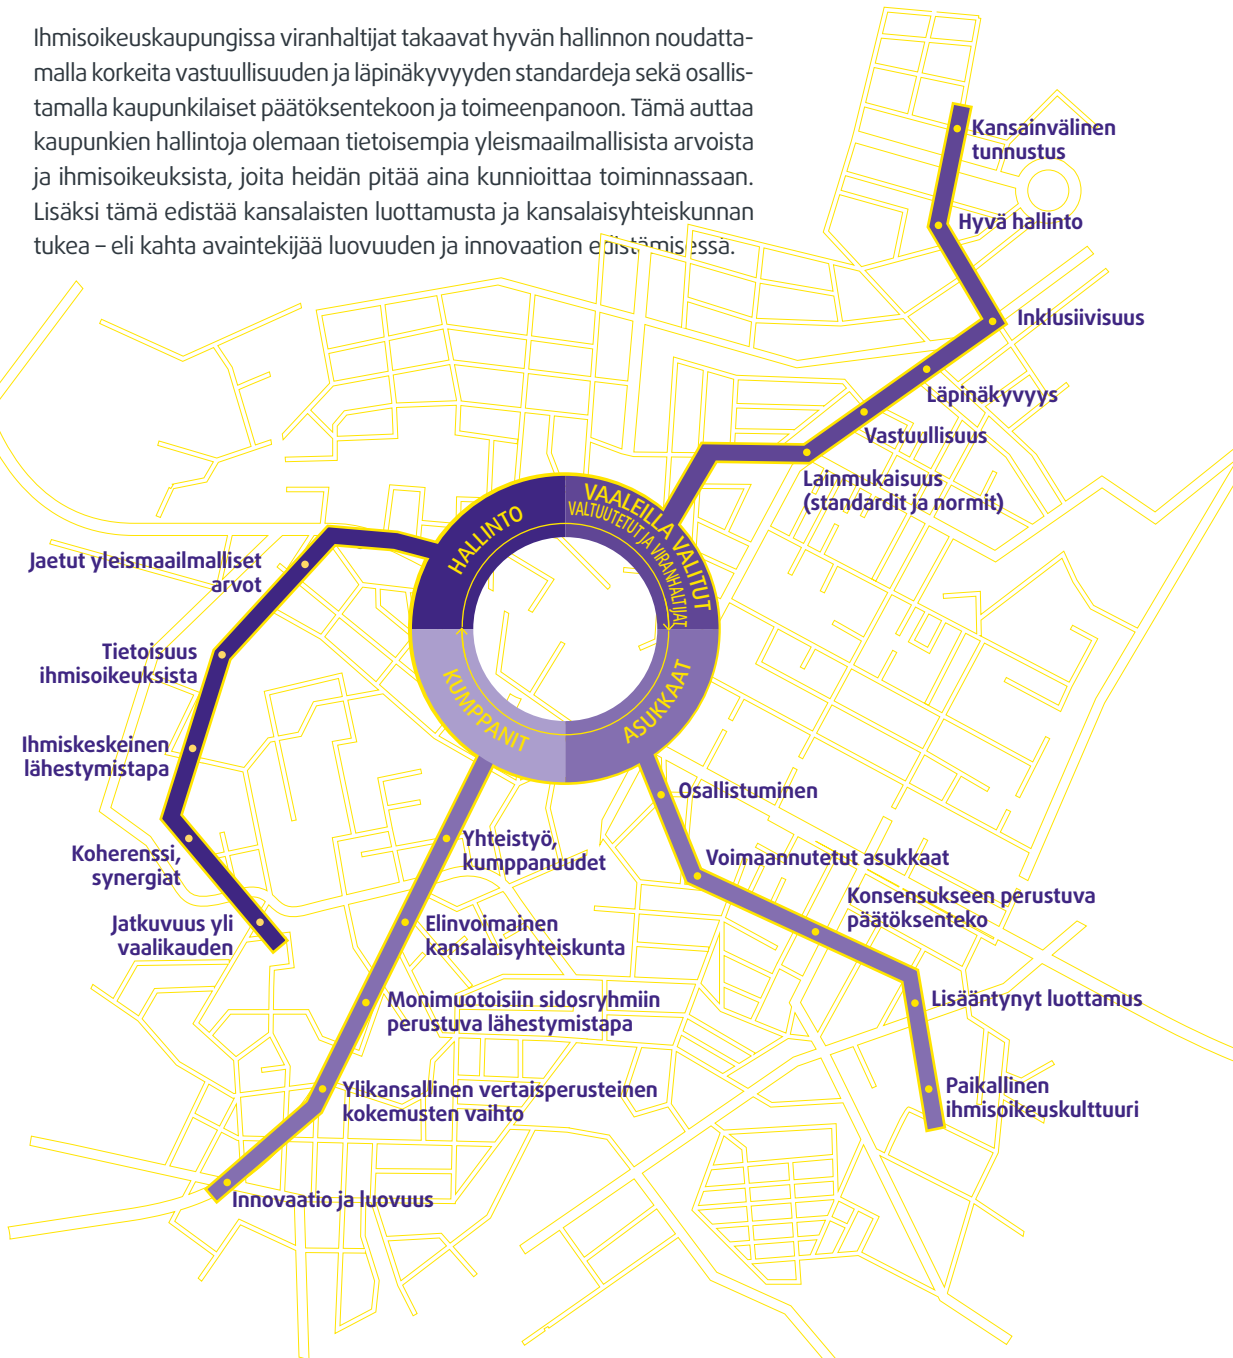 Ihmisoikeuskaupungissa viranhaltijat takaavat hyvän hallinnon noudatta-
malla korkeita vastuullisuuden ja läpinäkyvyyden standardeja sekä osallis-
tamalla kaupunkilaiset päätöksentekoon ja toimeenpanoon. Tämä auttaa
kaupunkien hallintoja olemaan tietoisempia yleismaailmallisista arvoista
ja ihmisoikeuksista, joita heidän pitää aina kunnioittaa toiminnassaan.
Lisäksi tämä edistää kansalaisten luottamusta ja kansalaisyhteiskunnan
tukea – eli kahta avaintekijää luovuuden ja innovaation edistämisessä.
Kansainvälinen
tunnustus
Hyvä hallinto
Inklusiivisuus
Läpinäkyvyys
Vastuullisuus
Lainmukaisuus
(standardit ja normit)
VAALEILLA VALITUT
VALTUUTETUT JA VIRANHALTIJAT
HALLINTO
Jaetut yleismaailmalliset
arvot
Tietoisuus
ihmisoikeuksista
Ihmiskeskeinen
lähestymistapa
Koherenssi,
synergiat
Jatkuvuus yli
vaalikauden
KUMPPANIT
Yhteistyö,
kumppanuudet
Elinvoimainen
kansalaisyhteiskunta
Monimuotoisiin sidosryhmiin
perustuva lähestymistapa
Ylikansallinen vertaisperusteinen
kokemusten vaihto
Innovaatio ja luovuus
ASUKKAAT
Osallistuminen
Voimaannutetut asukkaat
Konsensukseen perustuva
päätöksenteko
Lisääntynyt luottamus
Paikallinen
ihmisoikeuskulttuuri